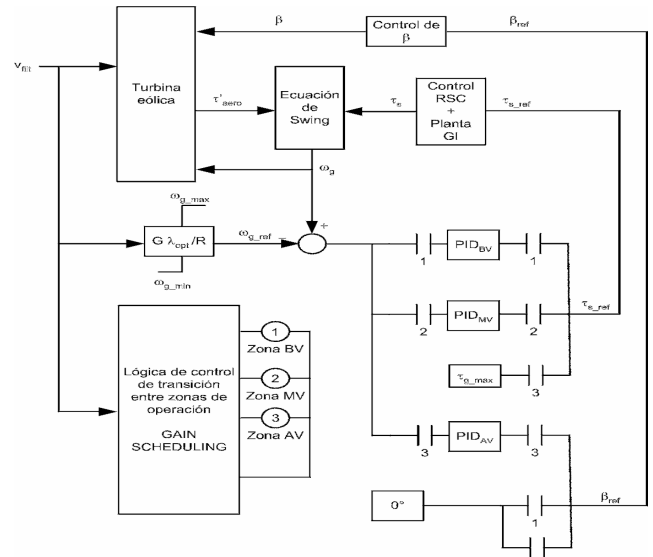 β
Control de
β
β_ref
v_filt
Turbina
eólica
τ'_aero
Ecuación
de
Swing
τ_s
Control
RSC
+
Planta
GI
τ_s_ref
ω_g
ω_g_max
G λ_opt /R
ω_g_ref
−
+
ω_g_min
1
PID_BV
1
2
PID_MV
2
τ_s_ref
τ_g_max
3
Lógica de control
de transición
entre zonas de
operación
GAIN
SCHEDULING
1
Zona BV
2
Zona MV
3
Zona AV
3
PID_AV
3
0°
1
β_ref